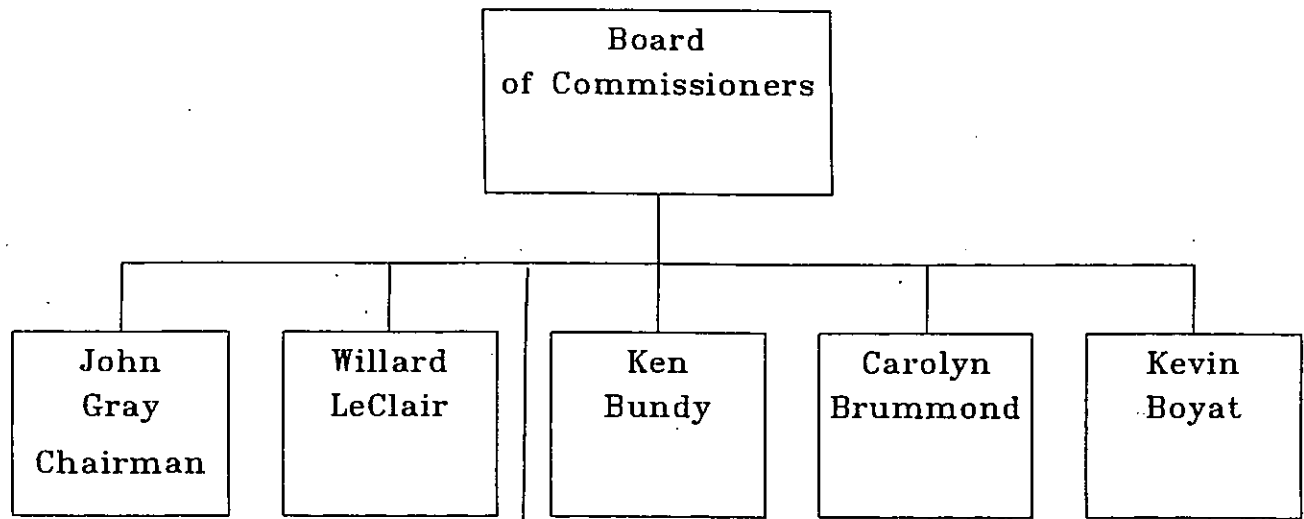 Board
of Commissioners
John
Gray
Chairman
Willard
LeClair
Ken
Bundy
Carolyn
Brummond
Kevin
Boyat